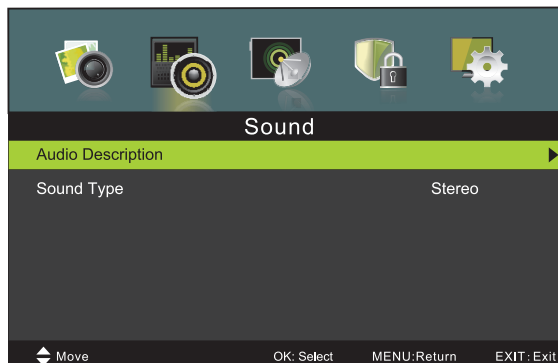 Sound
Audio Description
Sound Type Stereo
Move OK: Select MENU:Return EXIT: Exit